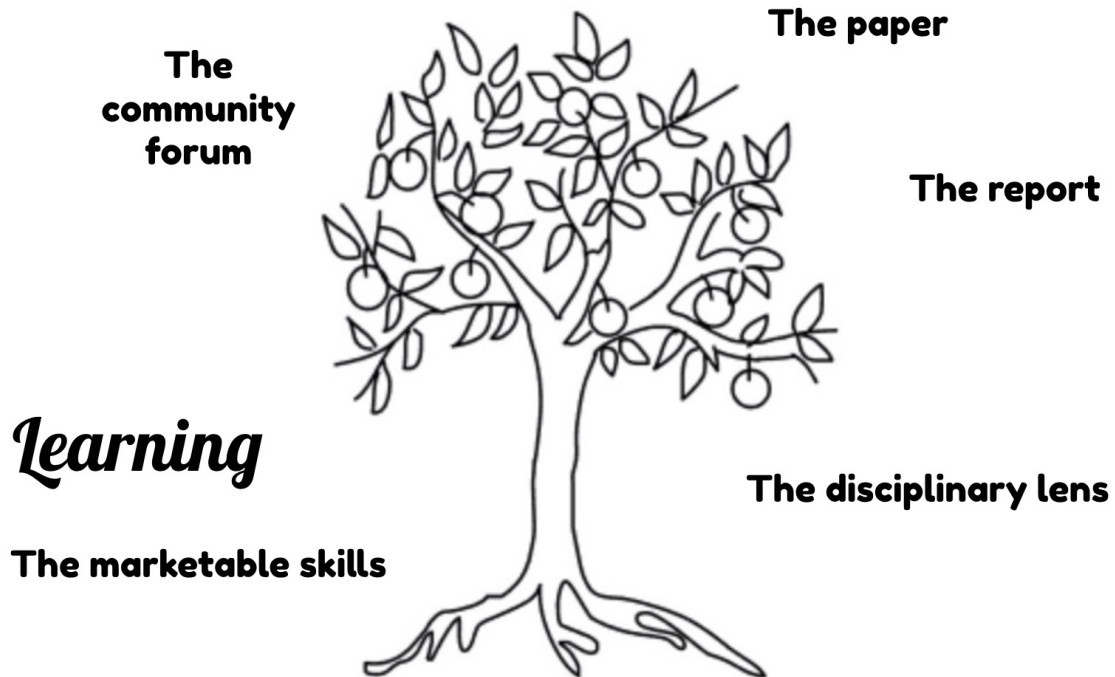 The paper
The
community
forum
The report
Learning
The disciplinary lens
The marketable skills